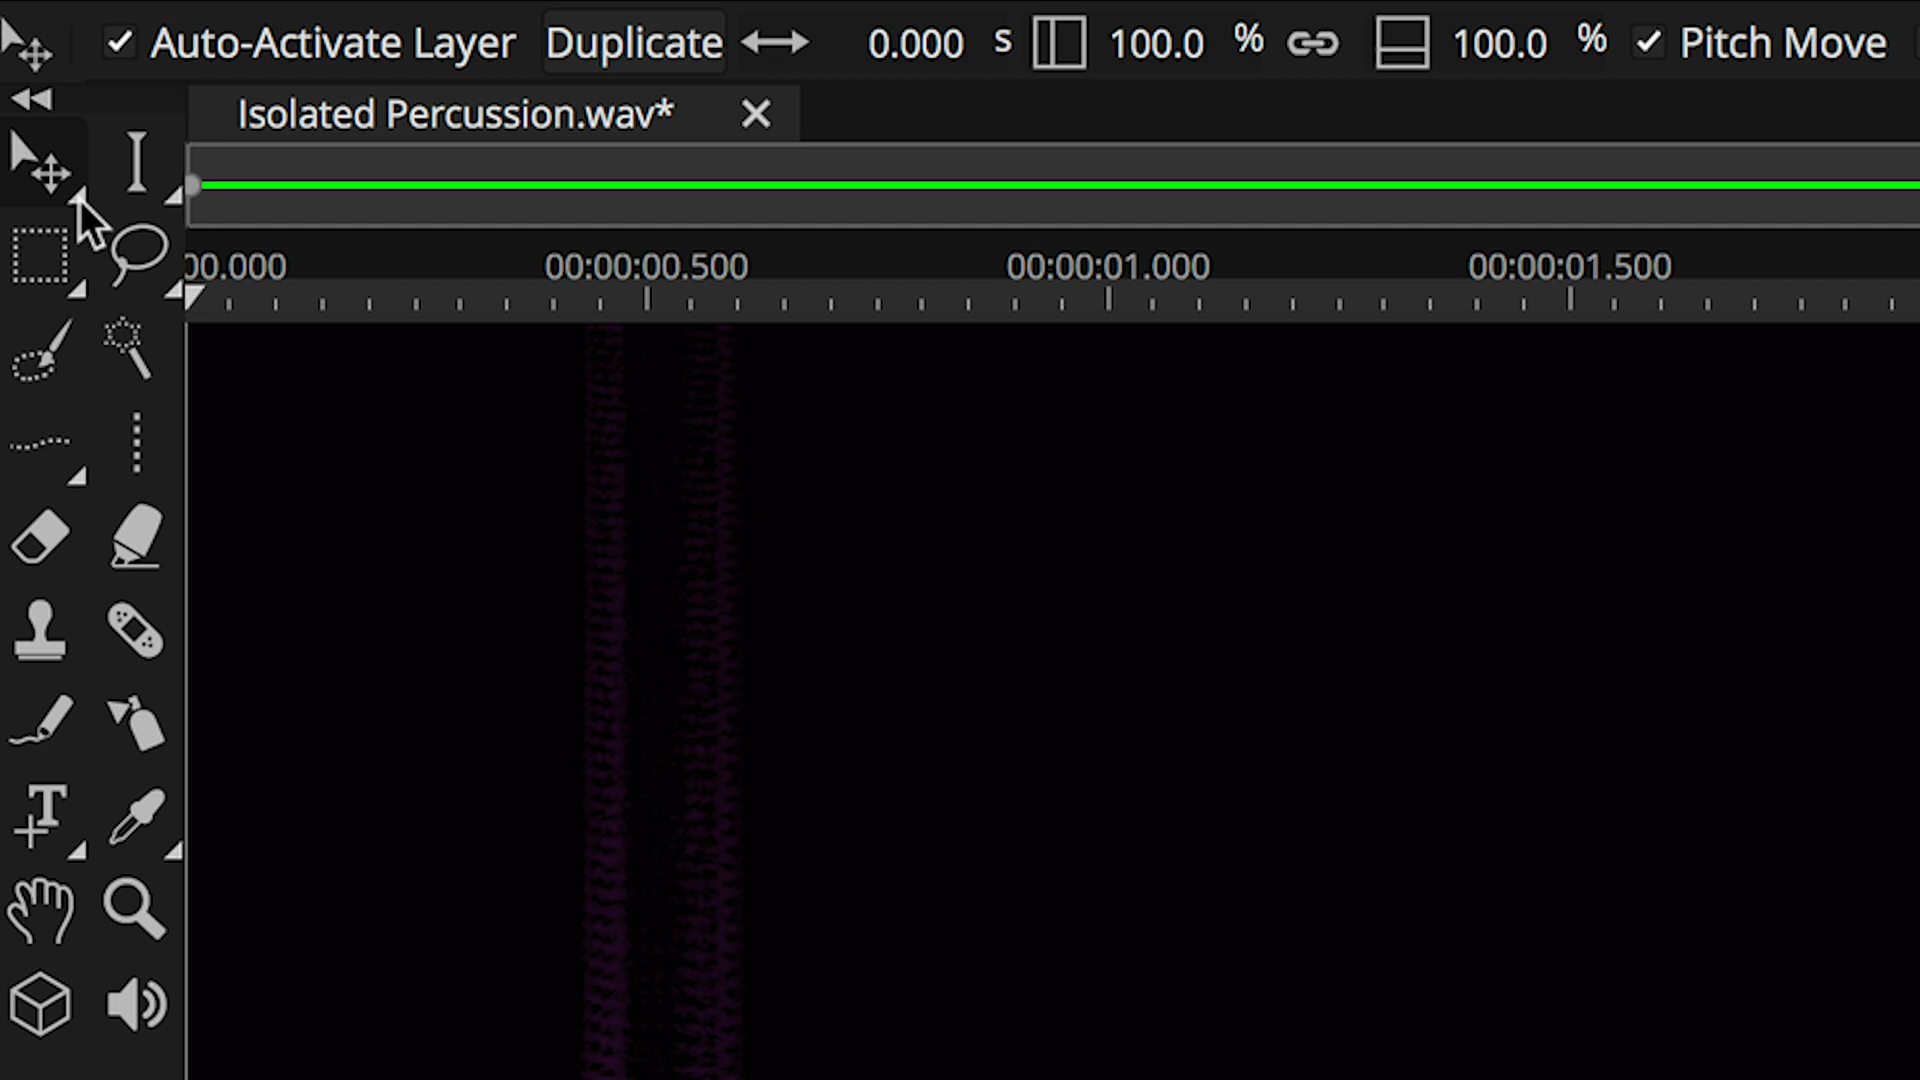 Auto-Activate Layer Duplicate 0.000 s 100.0 % 100.0 % Pitch Move
Isolated Percussion.wav*
00.000 00:00:00.500 00:00:01.000 00:00:01.500